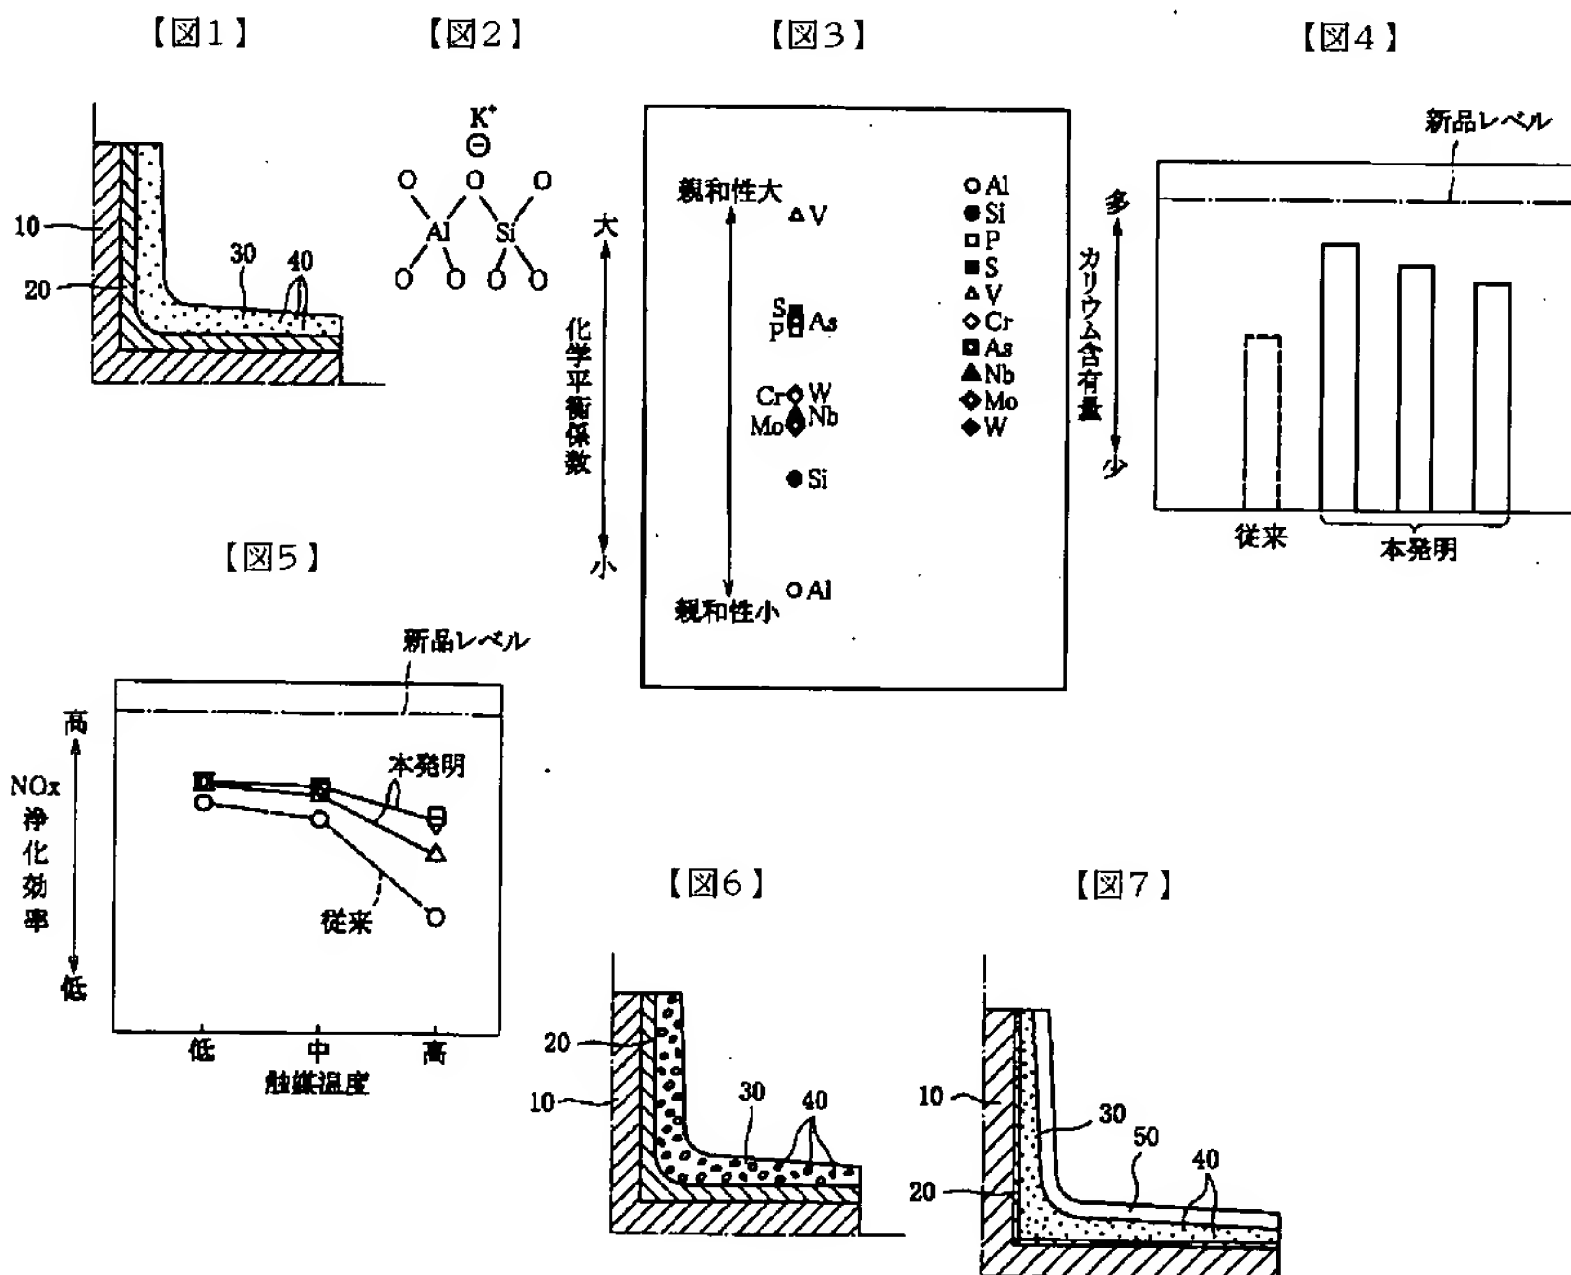 【図1】
10
20
30
40
【図2】
K⁺
⊖
O O O
Al Si
O O O O
【図3】
大
化学平衡係数
小
親和性大
V
S
P
As
Cr
W
Nb
Mo
Si
Al
親和性小
○Al
●Si
□P
■S
△V
◇Cr
As
▲Nb
Mo
◆W
【図4】
新品レベル
多
カリウム含有量
少
従来
本発明
【図5】
新品レベル
高
NOx
浄化効率
低
本発明
従来
低 中 高
触媒温度
【図6】
20
10
30
40
【図7】
10
30
50
40
20